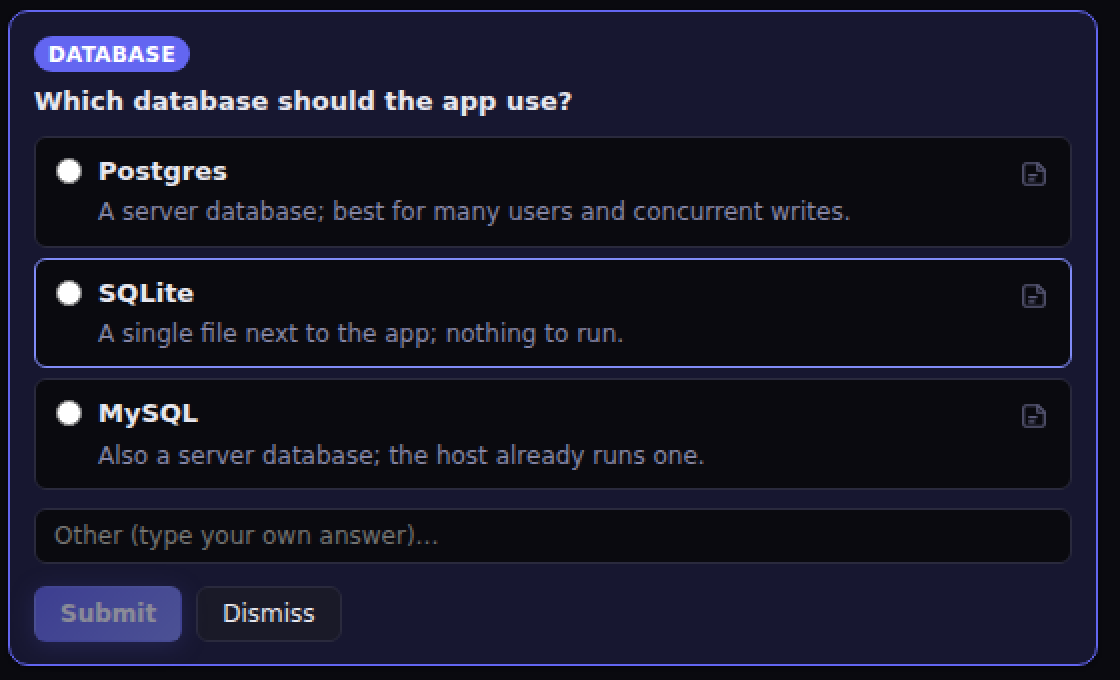 DATABASE
Which database should the app use?
Postgres
A server database; best for many users and concurrent writes.
SQLite
A single file next to the app; nothing to run.
MySQL
Also a server database; the host already runs one.
Other (type your own answer)...
Submit
Dismiss